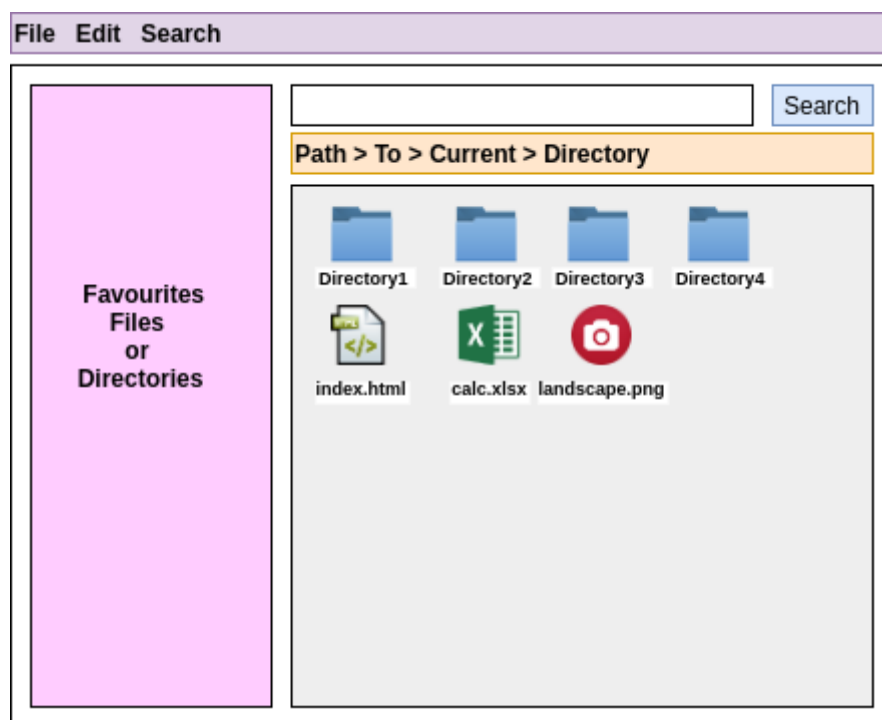 File Edit Search
Search
Path > To > Current > Directory
Favourites
Files
or
Directories
Directory1 Directory2 Directory3 Directory4
HTML
</>
X
index.html calc.xlsx landscape.png